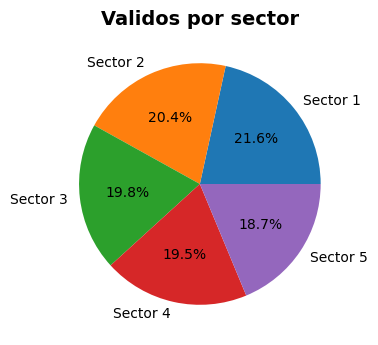 Validos por sector
Sector 1
21.6%
Sector 2
20.4%
Sector 3
19.8%
Sector 4
19.5%
Sector 5
18.7%